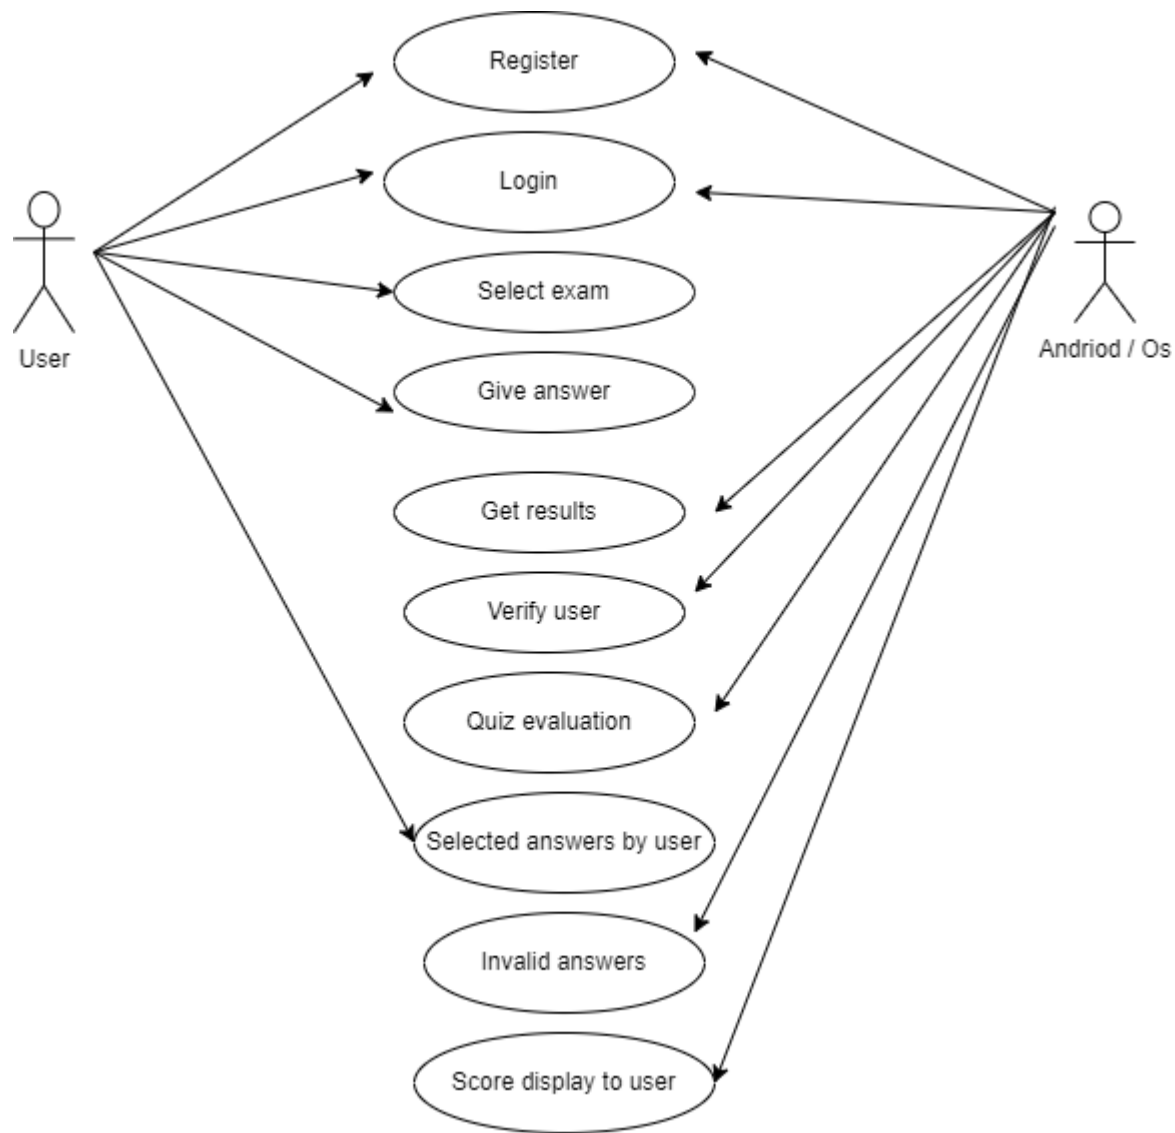 Register
Login
Select exam
Give answer
Get results
Verify user
Quiz evaluation
Selected answers by user
Invalid answers
Score display to user
User
Andriod / Os